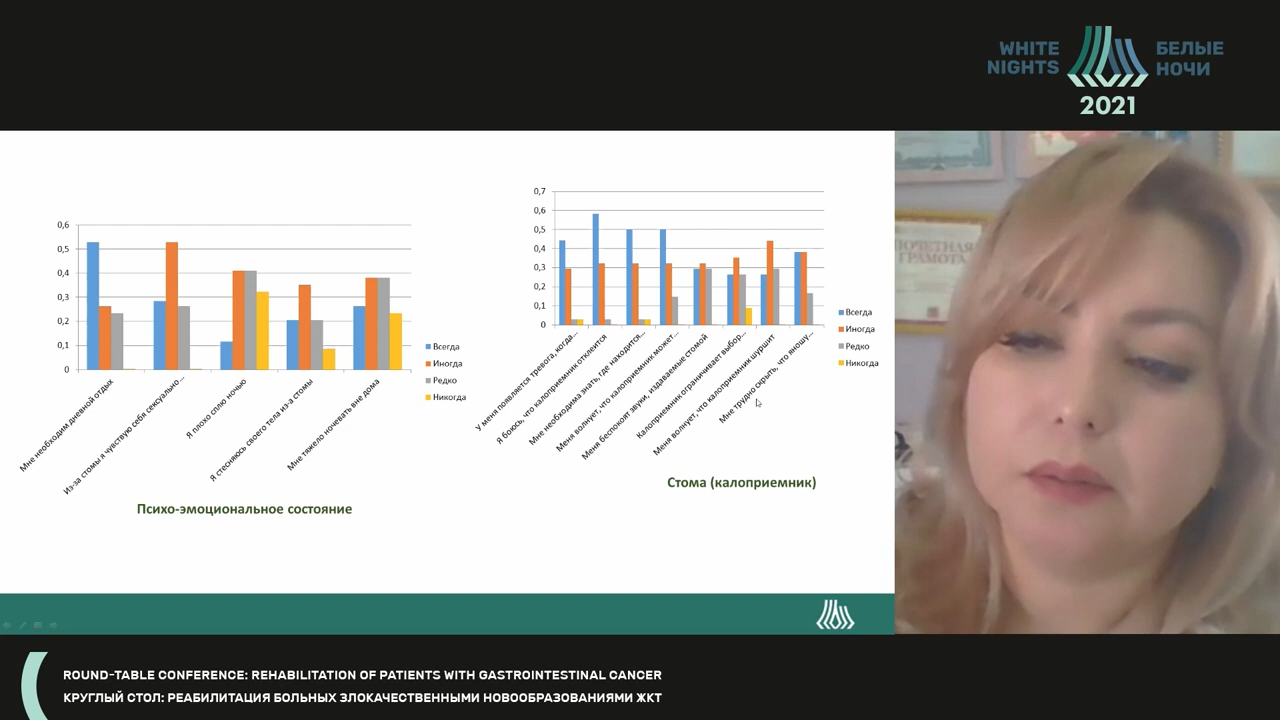 WHITE
NIGHTS
БЕЛЫЕ
НОЧИ
2021
0,6
0,5
0,4
0,3
0,2
0,1
0
Мне необходим дневной отдых
Из-за стомы я чувствую себя сексуально...
Я плохо сплю ночью
Я стесняюсь своего тела из-а стомы
Мне тяжело ночевать вне дома
Всегда
Иногда
Редко
Никогда
Психо-эмоциональное состояние
0,7
0,6
0,5
0,4
0,3
0,2
0,1
0
У меня появляется тревога, когда...
Я боюсь, что калоприемник отклеится
Мне необходима знать, где находится...
Меня волнует, что калоприемник может...
Меня беспокоят звуки, издаваемые стомой
Калоприемник ограничивает выбор...
Меня волнует, что калоприемник шуршит
Мне трудно скрыть, что яношу...
Всегда
Иногда
Редко
Никогда
Стома (калоприемник)
ПОЧЕТНАЯ
ГРАМОТА
ROUND-TABLE CONFERENCE: REHABILITATION OF PATIENTS WITH GASTROINTESTINAL CANCER
КРУГЛЫЙ СТОЛ: РЕАБИЛИТАЦИЯ БОЛЬНЫХ ЗЛОКАЧЕСТВЕННЫМИ НОВООБРАЗОВАНИЯМИ ЖКТ